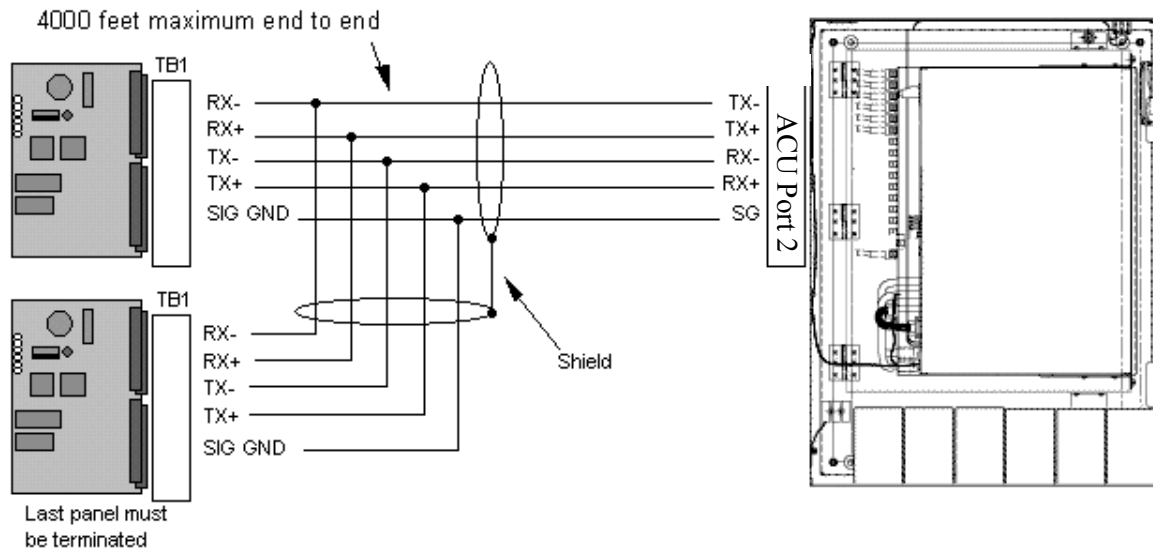 4000 feet maximum end to end
TB1
RX-
RX+
TX-
TX+
SIG GND
TX-
TX+
RX-
RX+
SG
ACU Port 2
TB1
RX-
RX+
TX-
TX+
SIG GND
Shield
Last panel must
be terminated